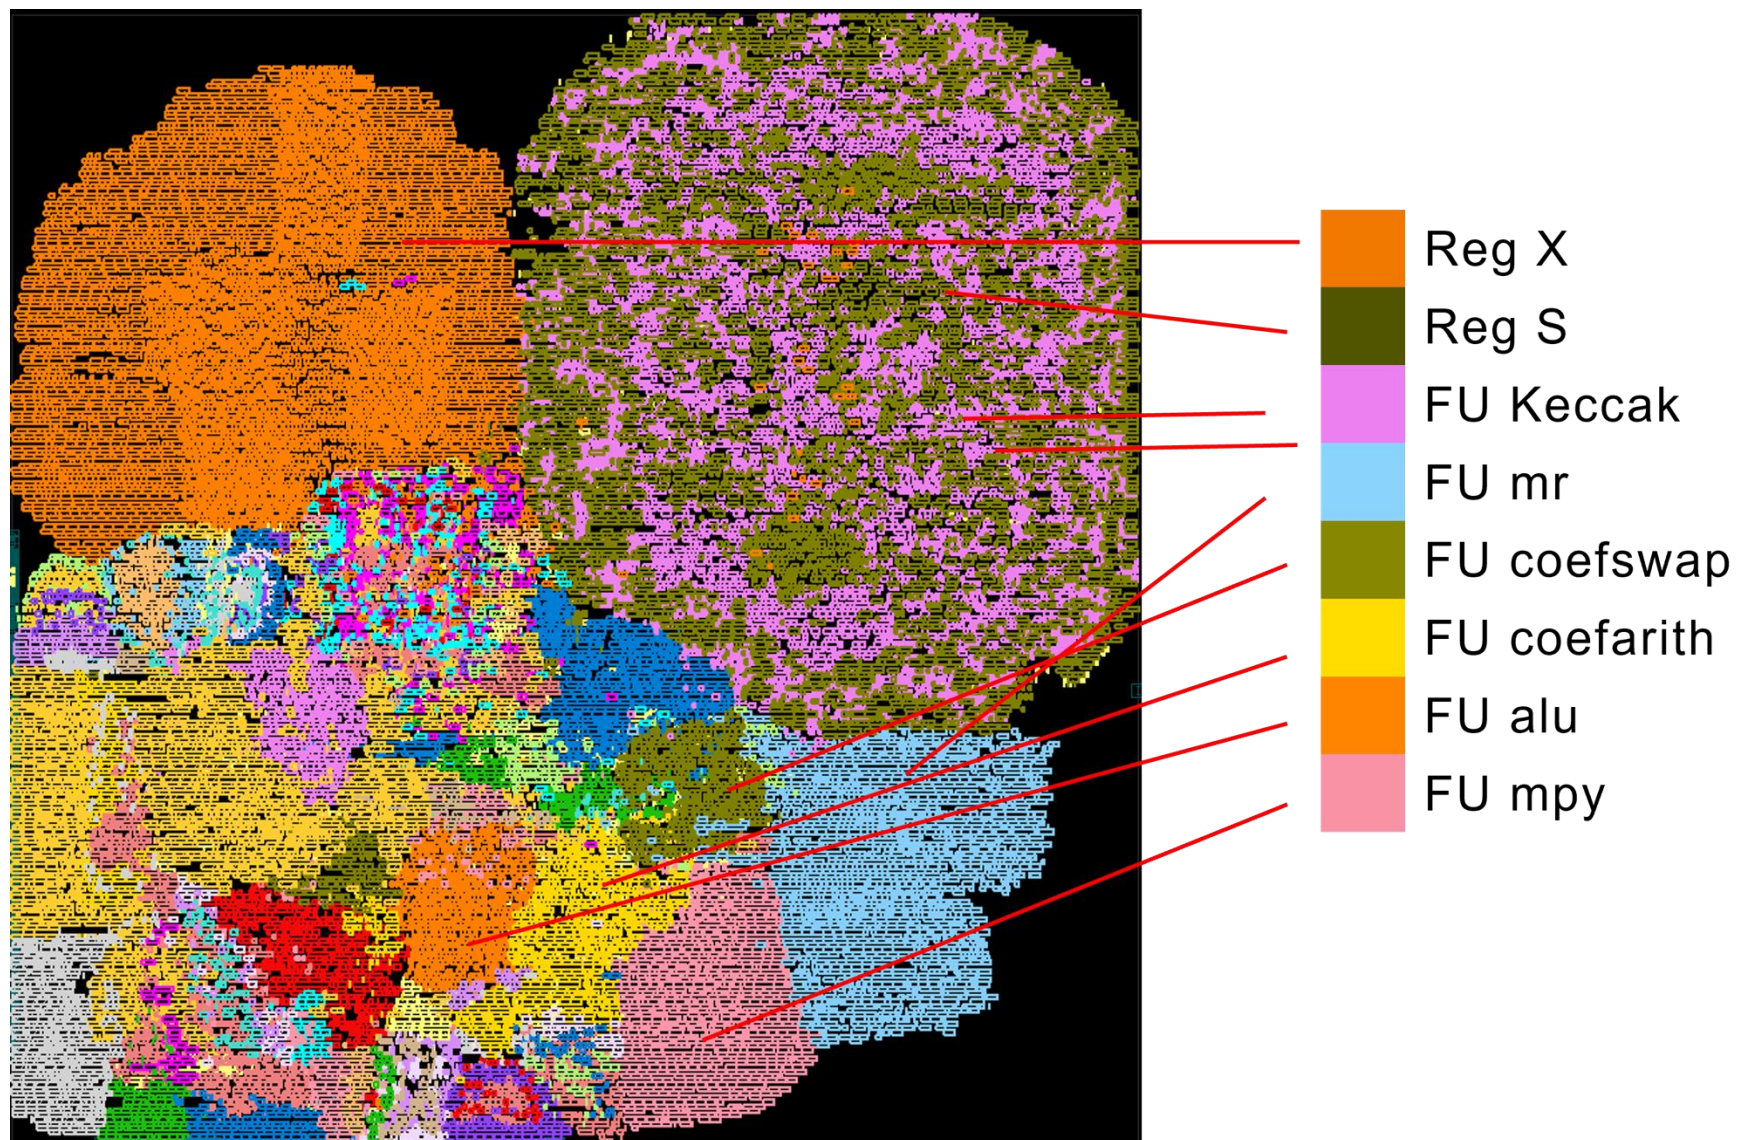 Reg X
Reg S
FU Keccak
FU mr
FU coefswap
FU coefarith
FU alu
FU mpy